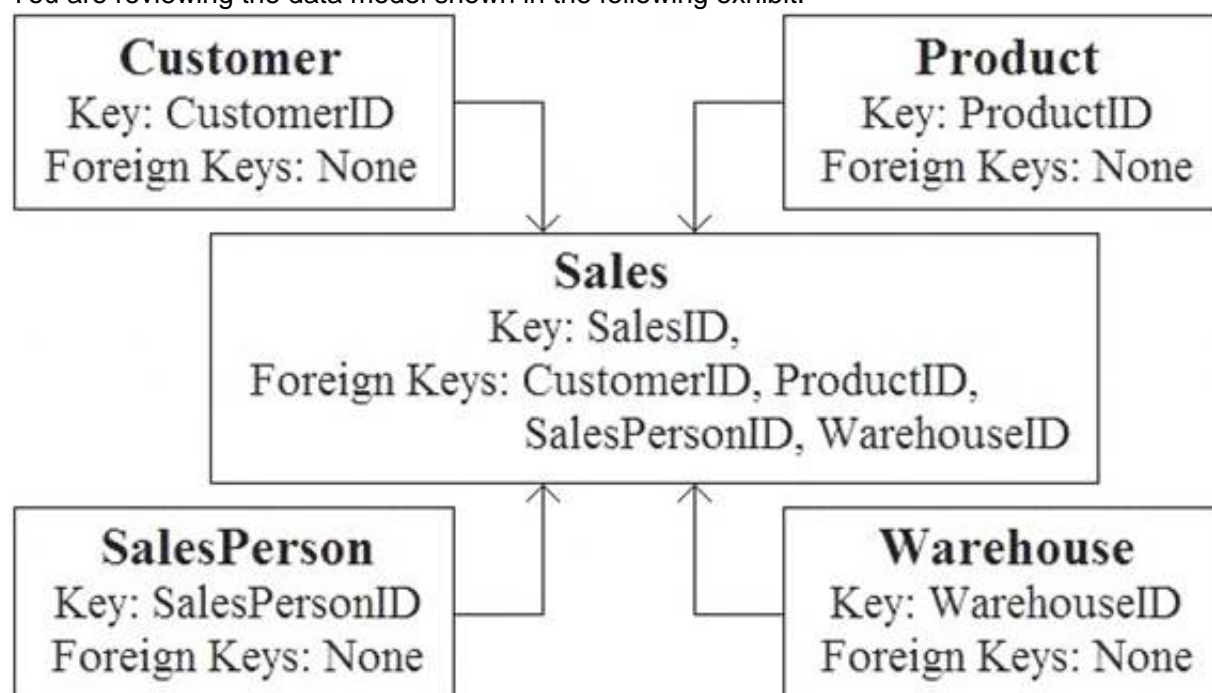 You are reviewing the data model shown in the following exhibit.
Customer
Key: CustomerID
Foreign Keys: None
Product
Key: ProductID
Foreign Keys: None
Sales
Key: SalesID,
Foreign Keys: CustomerID, ProductID,
SalesPersonID, WarehouseID
SalesPerson
Key: SalesPersonID
Foreign Keys: None
Warehouse
Key: WarehouseID
Foreign Keys: None